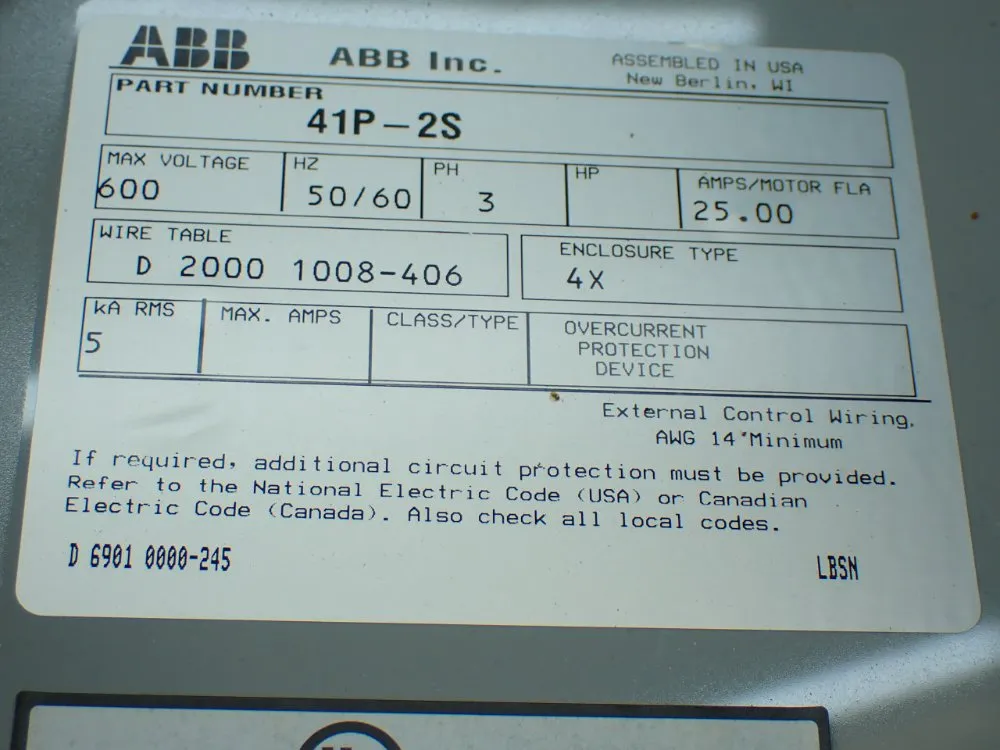 ABB ABB Inc. ASSEMBLED IN USA
New Berlin, WI
PART NUMBER
41P-2S
MAX VOLTAGE HZ PH HP AMPS/MOTOR FLA
600 50/60 3 25.00
WIRE TABLE ENCLOSURE TYPE
D 2000 1008-406 4X
kA RMS MAX. AMPS CLASS/TYPE OVERCURRENT
PROTECTION
DEVICE
5
External Control Wiring,
AWG 14 Minimum
If required, additional circuit protection must be provided.
Refer to the National Electric Code (USA) or Canadian
Electric Code (Canada). Also check all local codes.
D 6901 0000-245 LBSN